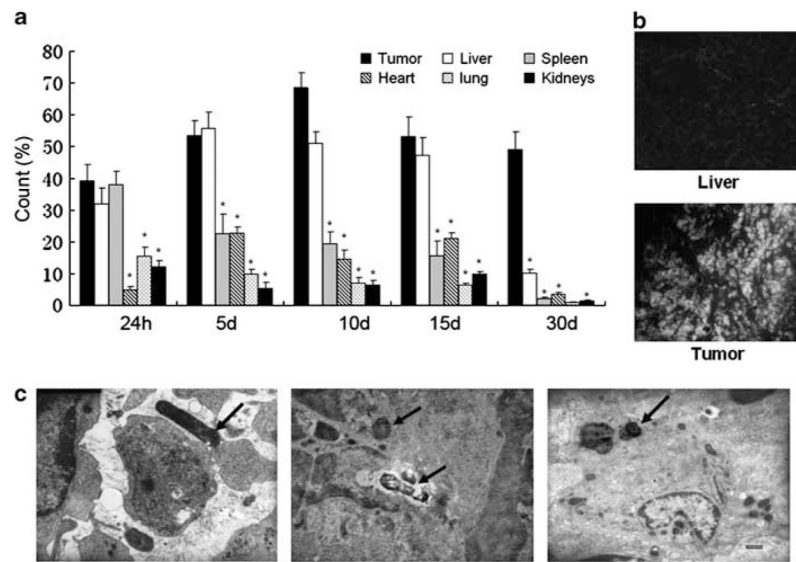 a
b
80
70
60
50
40
30
20
10
0
Count (%)
Tumor Liver Spleen
Heart lung Kidneys
* * * *
* * * *
* * * *
* * * *
* * * *
24h 5d 10d 15d 30d
Liver
Tumor
c